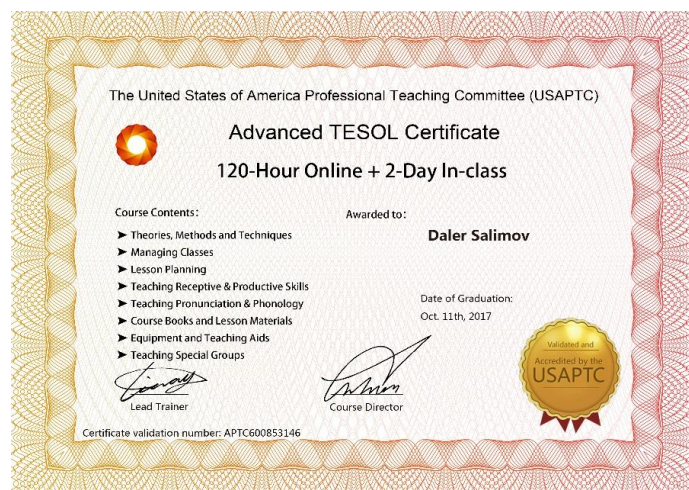 The United States of America Professional Teaching Committee (USAPTC)
Advanced TESOL Certificate
120-Hour Online + 2-Day In-class
Course Contents:
➤ Theories, Methods and Techniques
➤ Managing Classes
➤ Lesson Planning
➤ Teaching Receptive & Productive Skills
➤ Teaching Pronunciation & Phonology
➤ Course Books and Lesson Materials
➤ Equipment and Teaching Aids
➤ Teaching Special Groups
Awarded to:
Daler Salimov
Date of Graduation:
Oct. 11th, 2017
Validated and
Accredited by the
USAPTC
Lead Trainer
Course Director
Certificate validation number: APTC600853146